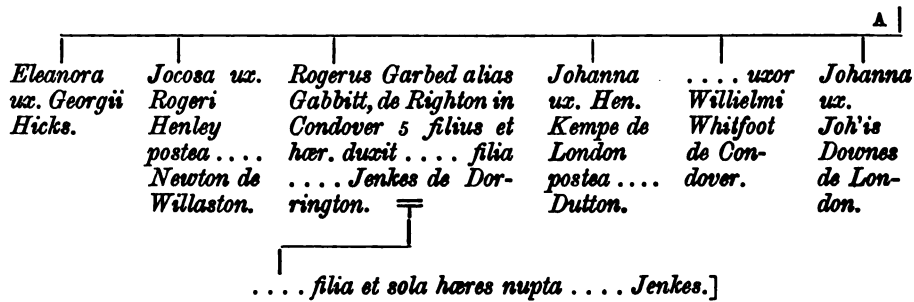 A
Eleanora
ux. Georgii
Hicks.
Jocosa ux.
Rogeri
Henley
postea ....
Newton de
Willaston.
Rogerus Garbed alias
Gabbitt, de Righton in
Condover 5 filius et
hær. duxit .... filia
.... Jenkes de Dor-
rington.
Johanna
ux. Hen.
Kempe de
London
postea ....
Dutton.
.... uxor
Willielmi
Whitfoot
de Con-
dover.
Johanna
ux.
Joh'is
Downes
de Lon-
don.
.... filia et sola hæres nupta .... Jenkes.]